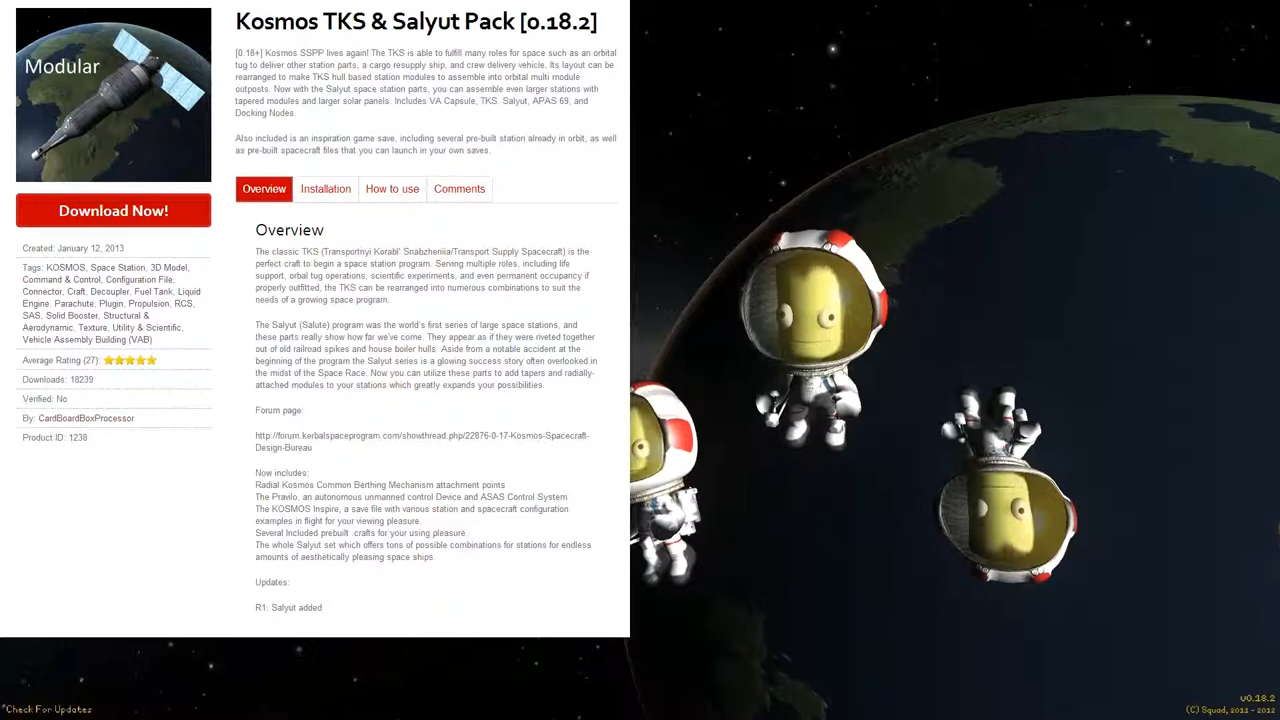 Modular
Download Now!
Created: January 12, 2013
Tags: KOSMOS, Space Station, 3D Model,
Command & Control, Configuration File,
Connector, Craft, Decoupler, Fuel Tank, Liquid
Engine, Parachute, Plugin, Propulsion, RCS,
SAS, Solid Booster, Structural &
Aerodynamic, Texture, Utility & Scientific,
Vehicle Assembly Building (VAB)
Average Rating (27):
Downloads: 18239
Verified: No
By: CardBoardBoxProcessor
Product ID: 1238
Kosmos TKS & Salyut Pack [0.18.2]
[0.18+] Kosmos SSPP lives again! The TKS is able to fulfill many roles for space such as an orbital
tug to deliver other station parts, a cargo resupply ship, and crew delivery vehicle. Its layout can be
rearranged to make TKS hull based station modules to assemble into orbital multi module
outposts. Now with the Salyut space station parts, you can assemble even larger stations with
tapered modules and larger solar panels. Includes VA Capsule, TKS. Salyut, APAS 69, and
Docking Nodes.
Also included is an inspiration game save, including several pre-built station already in orbit, as well
as pre-built spacecraft files that you can launch in your own saves.
Overview Installation How to use Comments
Overview
The classic TKS (Transportnyi Korabl' Snabzheniia/Transport Supply Spacecraft) is the
perfect craft to begin a space station program. Serving multiple roles, including life
support, orbal tug operations, scientific experiments, and even permanent occupancy if
properly outfitted, the TKS can be rearranged into numerous combinations to suit the
needs of a growing space program.
The Salyut (Salute) program was the world's first series of large space stations, and
these parts really show how far we've come. They appear as if they were riveted together
out of old railroad spikes and house boiler hulls. Aside from a notable accident at the
beginning of the program the Salyut series is a glowing success story often overlooked in
the midst of the Space Race. Now you can utilize these parts to add tapers and radially-
attached modules to your stations which greatly expands your possibilities.
Forum page:
http://forum.kerbalspaceprogram.com/showthread.php/22876-0-17-Kosmos-Spacecraft-
Design-Bureau
Now includes:
Radial Kosmos Common Berthing Mechanism attachment points
The Pravilo, an autonomous unmanned control Device and ASAS Control System
The KOSMOS Inspire, a save file with various station and spacecraft configuration
examples in flight for your viewing pleasure.
Several Included prebuilt .crafts for your using pleasure.
The whole Salyut set which offers tons of possible combinations for stations for endless
amounts of aesthetically pleasing space ships.
Updates:
R1: Salyut added
*Check For Updates
v0.18.2
(C) Squad, 2011 - 2012